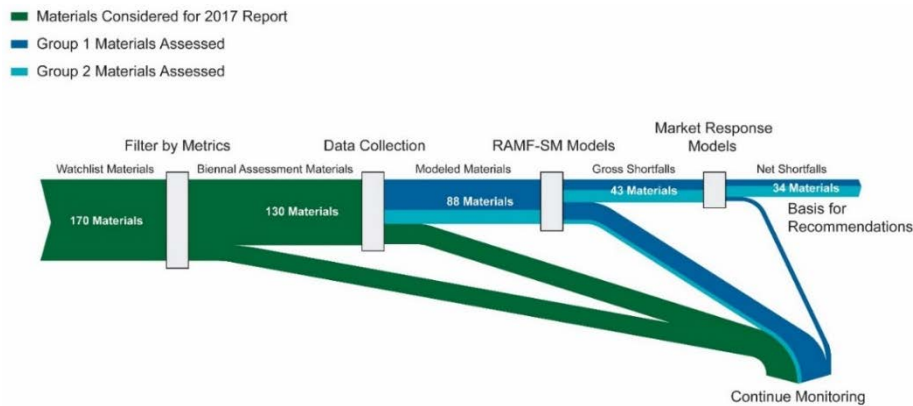 Materials Considered for 2017 Report
Group 1 Materials Assessed
Group 2 Materials Assessed
Filter by Metrics
Data Collection
RAMF-SM Models
Market Response
Models
Watchlist Materials
Biennal Assessment Materials
Modeled Materials
Gross Shortfalls
Net Shortfalls
170 Materials
130 Materials
88 Materials
43 Materials
34 Materials
Basis for
Recommendations
Continue Monitoring